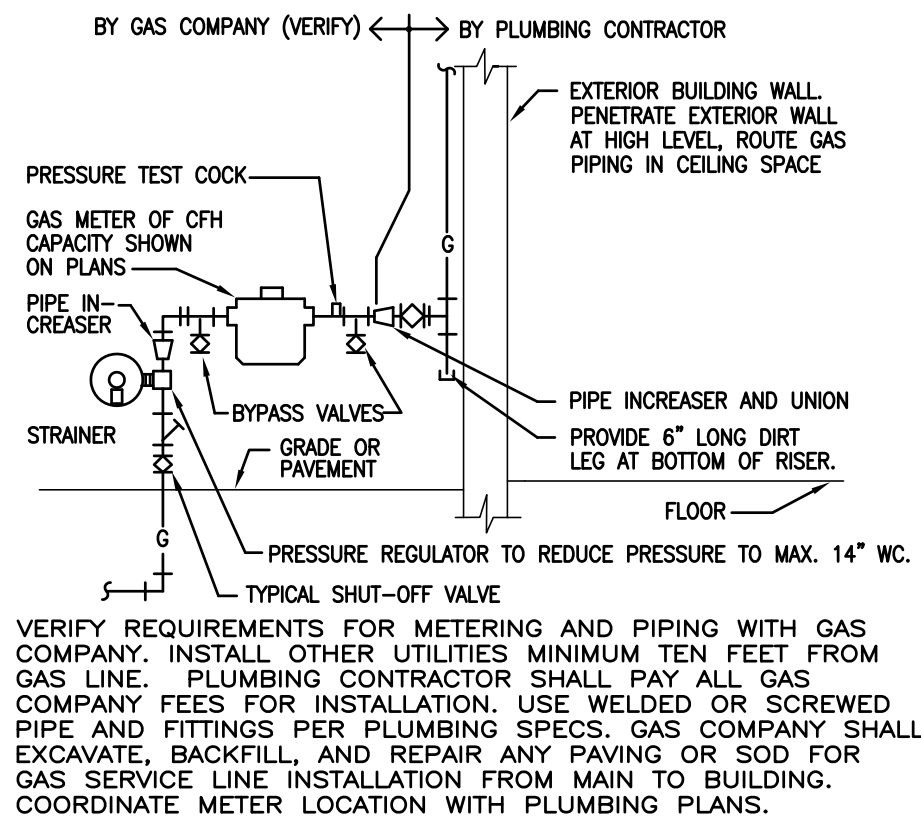 BY GAS COMPANY (VERIFY)
BY PLUMBING CONTRACTOR
EXTERIOR BUILDING WALL.
PENETRATE EXTERIOR WALL
AT HIGH LEVEL, ROUTE GAS
PIPING IN CEILING SPACE
PRESSURE TEST COCK
GAS METER OF CFH
CAPACITY SHOWN
ON PLANS
G
PIPE IN-
CREASER
BYPASS VALVES
PIPE INCREASER AND UNION
STRAINER
GRADE OR
PAVEMENT
PROVIDE 6" LONG DIRT
LEG AT BOTTOM OF RISER.
FLOOR
G
PRESSURE REGULATOR TO REDUCE PRESSURE TO MAX. 14" WC.
TYPICAL SHUT-OFF VALVE
VERIFY REQUIREMENTS FOR METERING AND PIPING WITH GAS
COMPANY. INSTALL OTHER UTILITIES MINIMUM TEN FEET FROM
GAS LINE. PLUMBING CONTRACTOR SHALL PAY ALL GAS
COMPANY FEES FOR INSTALLATION. USE WELDED OR SCREWED
PIPE AND FITTINGS PER PLUMBING SPECS. GAS COMPANY SHALL
EXCAVATE, BACKFILL, AND REPAIR ANY PAVING OR SOD FOR
GAS SERVICE LINE INSTALLATION FROM MAIN TO BUILDING.
COORDINATE METER LOCATION WITH PLUMBING PLANS.